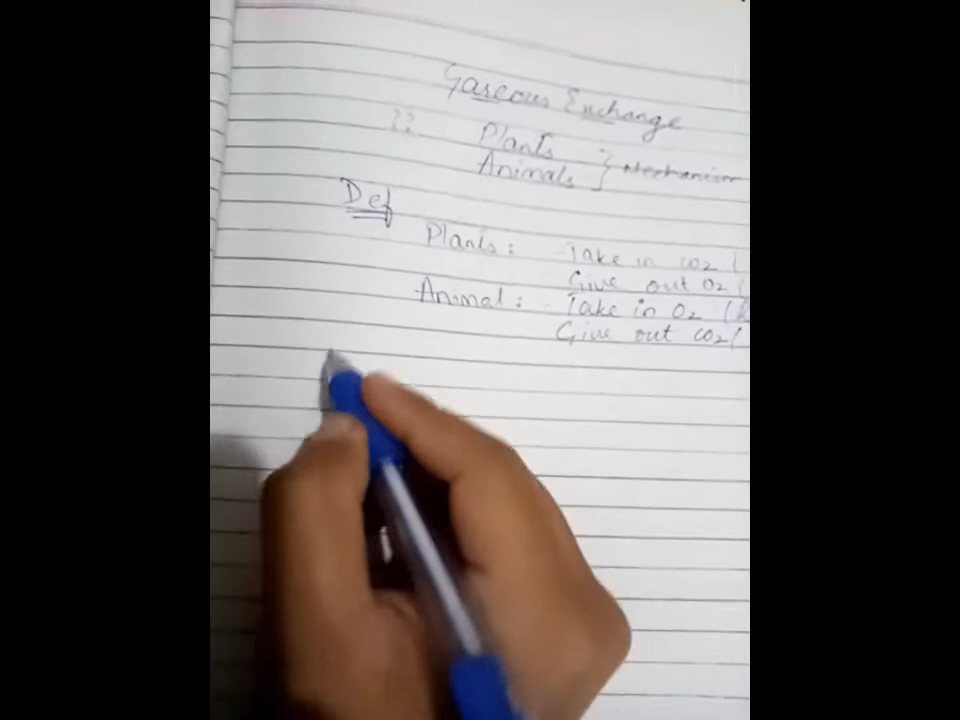 Gaseous Exchange
?? Plants
Animals } Mechanism
Def
Plants: Take in CO2 (
Give out O2 (
Animal: Take in O2 (
Give out CO2 (